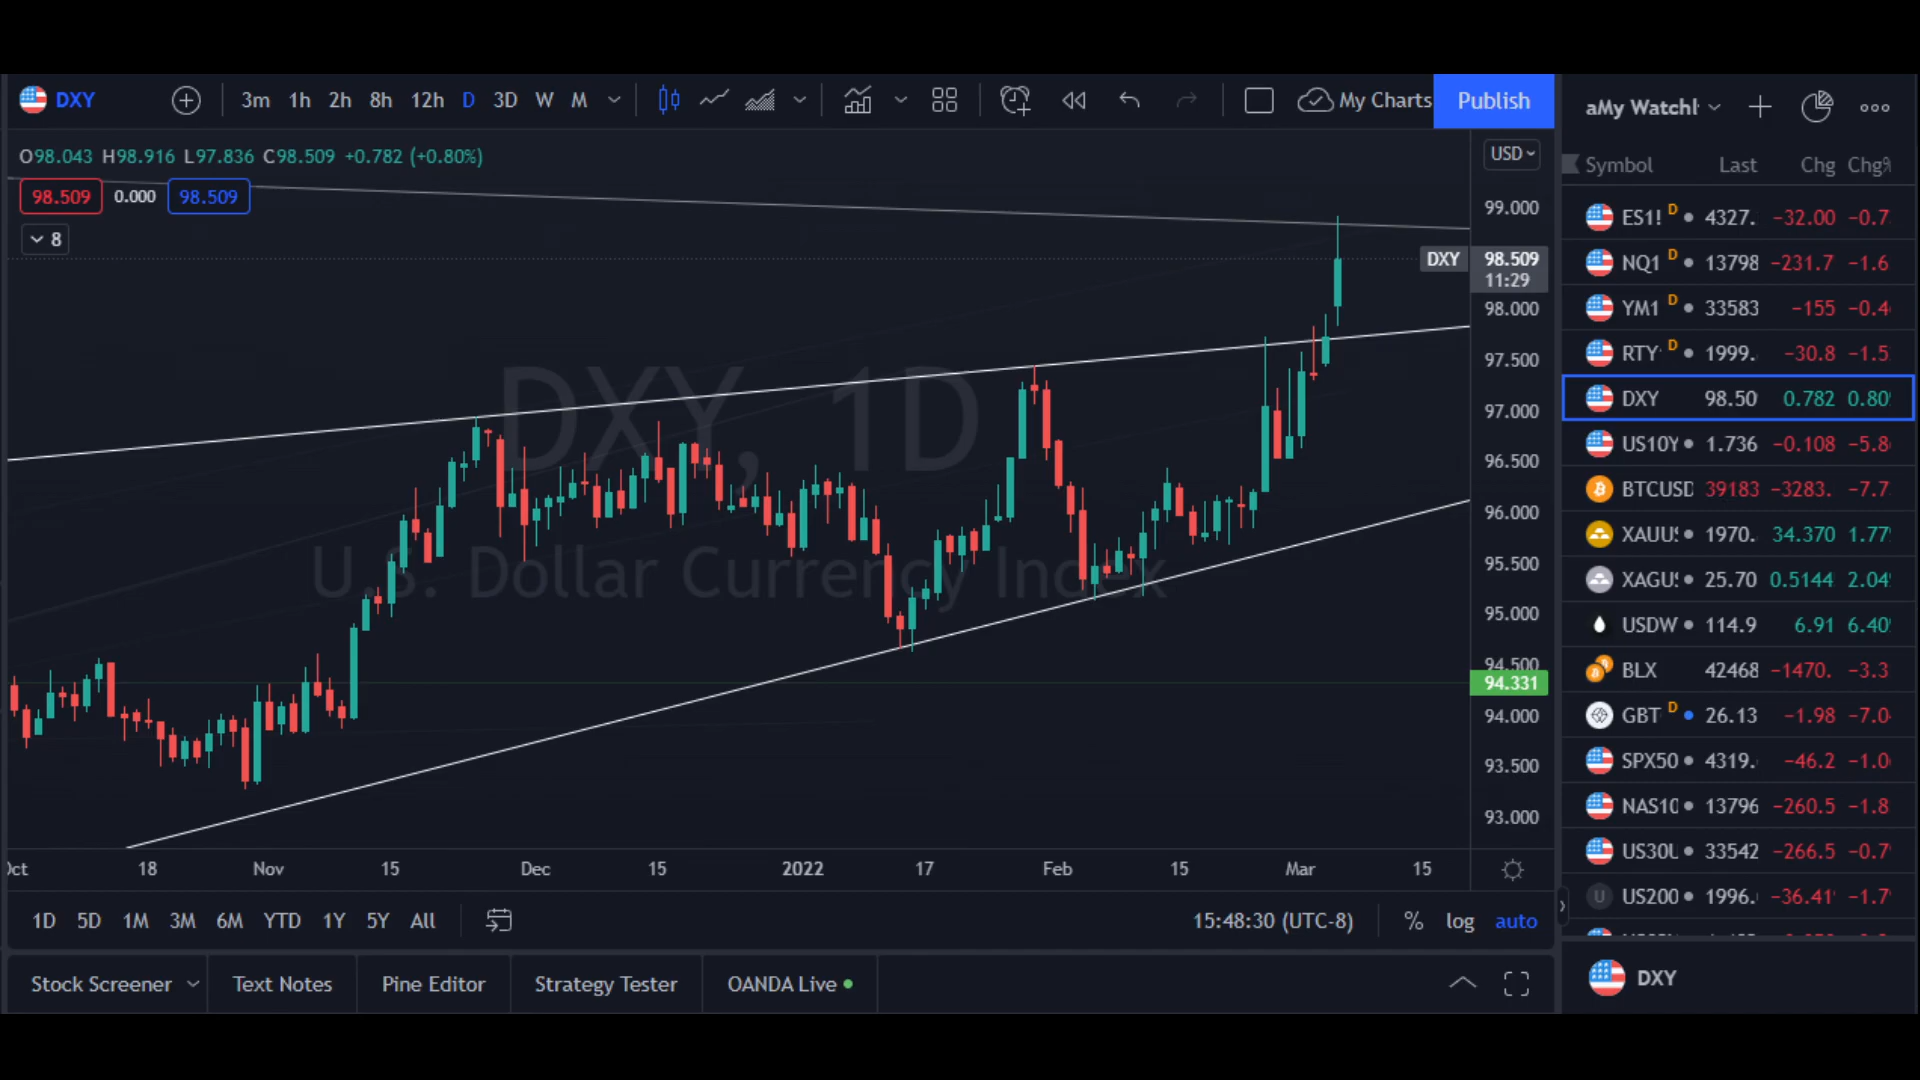 DXY 3m 1h 2h 8h 12h D 3D W M My Charts Publish
O98.043 H98.916 L97.836 C98.509 +0.782 (+0.80%)
98.509 0.000 98.509
8
DXY, 1D
U.S. Dollar Currency Index
USD
99.000
DXY 98.509
11:29
98.000
97.500
97.000
96.500
96.000
95.500
95.000
94.500
94.331
94.000
93.500
93.000
18 Nov 15 Dec 15 2022 17 Feb 15 Mar 15
1D 5D 1M 3M 6M YTD 1Y 5Y All 15:48:30 (UTC-8) % log auto
Stock Screener Text Notes Pine Editor Strategy Tester OANDA Live
aMy Watchl
Symbol Last Chg Chg%
ES1! D 4327. −32.00 −0.7
NQ1 D 13798 −231.7 −1.6
YM1 D 33583 −155 −0.4
RTY D 1999. −30.8 −1.5
DXY 98.50 0.782 0.80
US10Y 1.736 −0.108 −5.8
BTCUSD 39183 −3283. −7.7
XAUU 1970. 34.370 1.77
XAGU 25.70 0.5144 2.04
USDW 114.9 6.91 6.40
BLX 42468 −1470. −3.3
GBT D 26.13 −1.98 −7.0
SPX50 4319. −46.2 −1.0
NAS10 13796 −260.5 −1.8
US30U 33542 −266.5 −0.7
U US200 1996. −36.41 −1.7
DXY